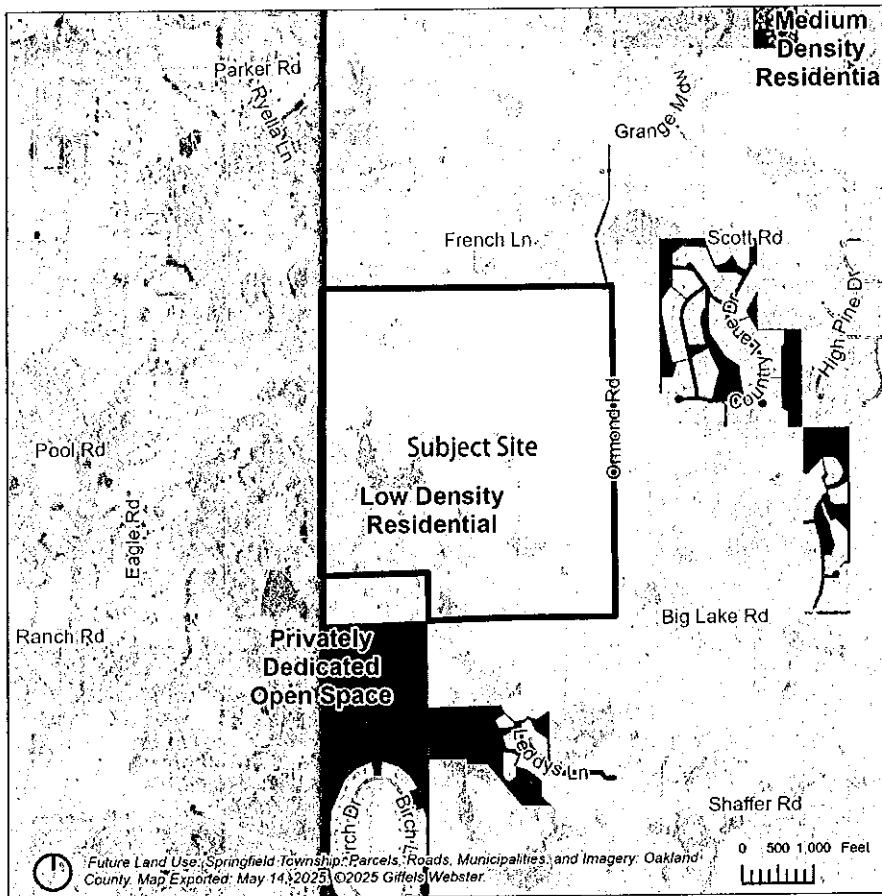 Medium
Density
Residentia
Parker Rd
Ryella Ln
Grange Md N
French Ln
Scott Rd
Country Lane Dr
High Pine Dr
Ormond Rd
Pool Rd
Subject Site
Low Density
Residential
Eagle Rd
Ranch Rd
Big Lake Rd
Privately
Dedicated
Open Space
Leddys Ln
rch Dr
Birch
Shaffer Rd
0 500 1,000 Feet
Future Land Use: Springfield Township. Parcels, Roads, Municipalities, and Imagery: Oakland
County. Map Exported: May 14, 2025. ©2025 Giffels Webster.